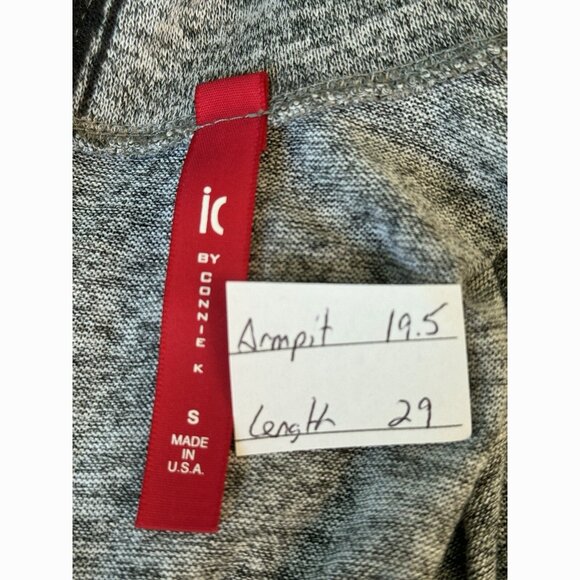 ic
BY
CONNIE
K
S
MADE
IN
U.S.A.
Armpit 19.5
Length 29